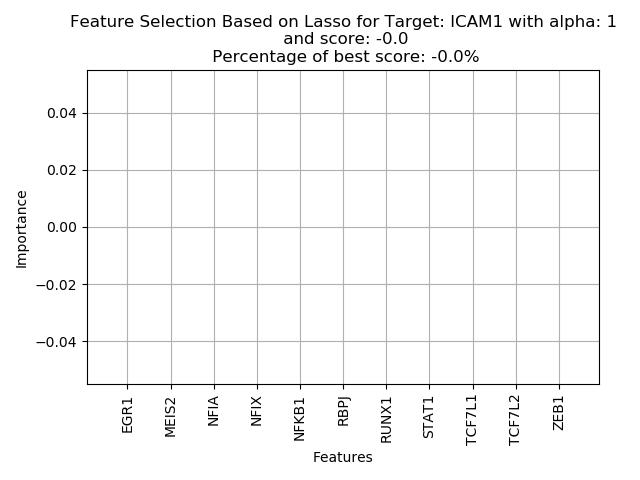 Feature Selection Based on Lasso for Target: ICAM1 with alpha: 1
and score: -0.0
Percentage of best score: -0.0%
Importance
0.04
0.02
0.00
−0.02
−0.04
EGR1
MEIS2
NFIA
NFIX
NFKB1
RBPJ
RUNX1
STAT1
TCF7L1
TCF7L2
ZEB1
Features